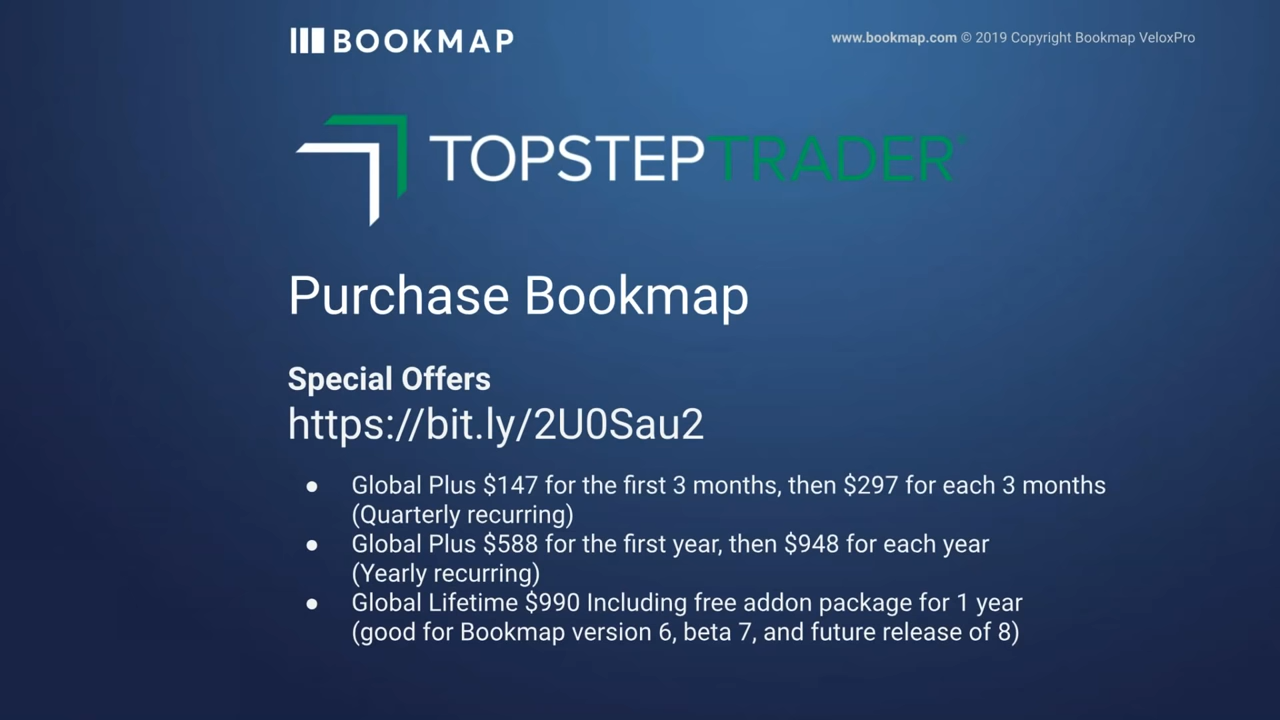 BOOKMAP
www.bookmap.com © 2019 Copyright Bookmap VeloxPro
TOPSTEPTRADER
Purchase Bookmap
Special Offers
https://bit.ly/2U0Sau2
● Global Plus $147 for the first 3 months, then $297 for each 3 months
(Quarterly recurring)
● Global Plus $588 for the first year, then $948 for each year
(Yearly recurring)
● Global Lifetime $990 Including free addon package for 1 year
(good for Bookmap version 6, beta 7, and future release of 8)